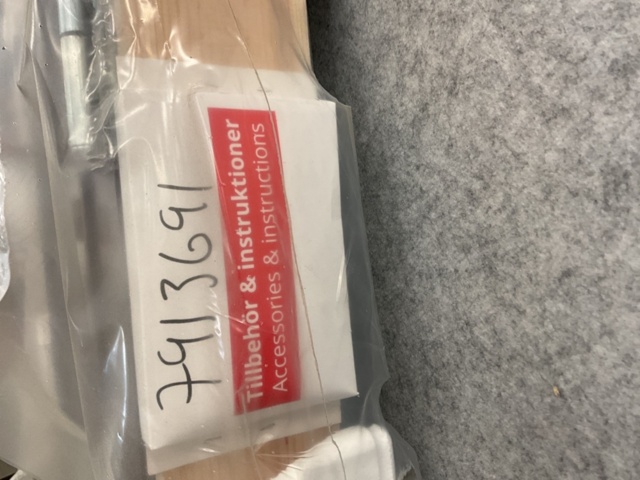 7913691
Tillbehör & instruktioner
Accessories & instructions